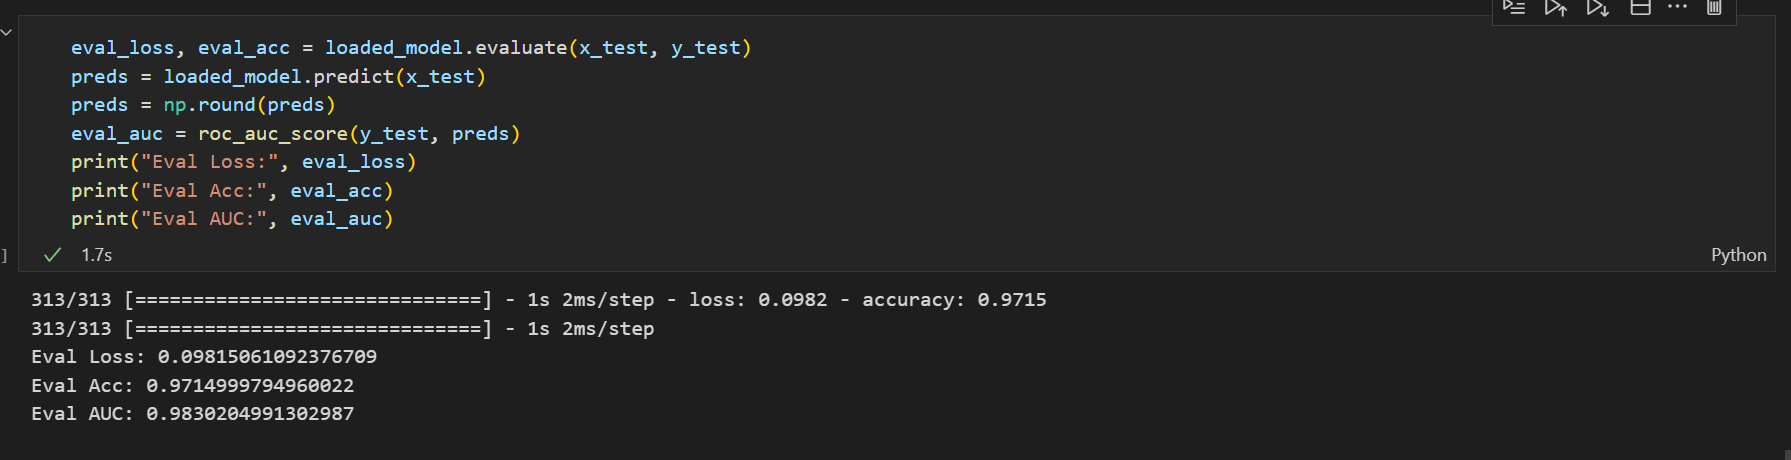 eval_loss, eval_acc = loaded_model.evaluate(x_test, y_test)
preds = loaded_model.predict(x_test)
preds = np.round(preds)
eval_auc = roc_auc_score(y_test, preds)
print("Eval Loss:", eval_loss)
print("Eval Acc:", eval_acc)
print("Eval AUC:", eval_auc)
] 1.7s Python
313/313 [==============================] - 1s 2ms/step - loss: 0.0982 - accuracy: 0.9715
313/313 [==============================] - 1s 2ms/step
Eval Loss: 0.09815061092376709
Eval Acc: 0.9714999794960022
Eval AUC: 0.9830204991302987